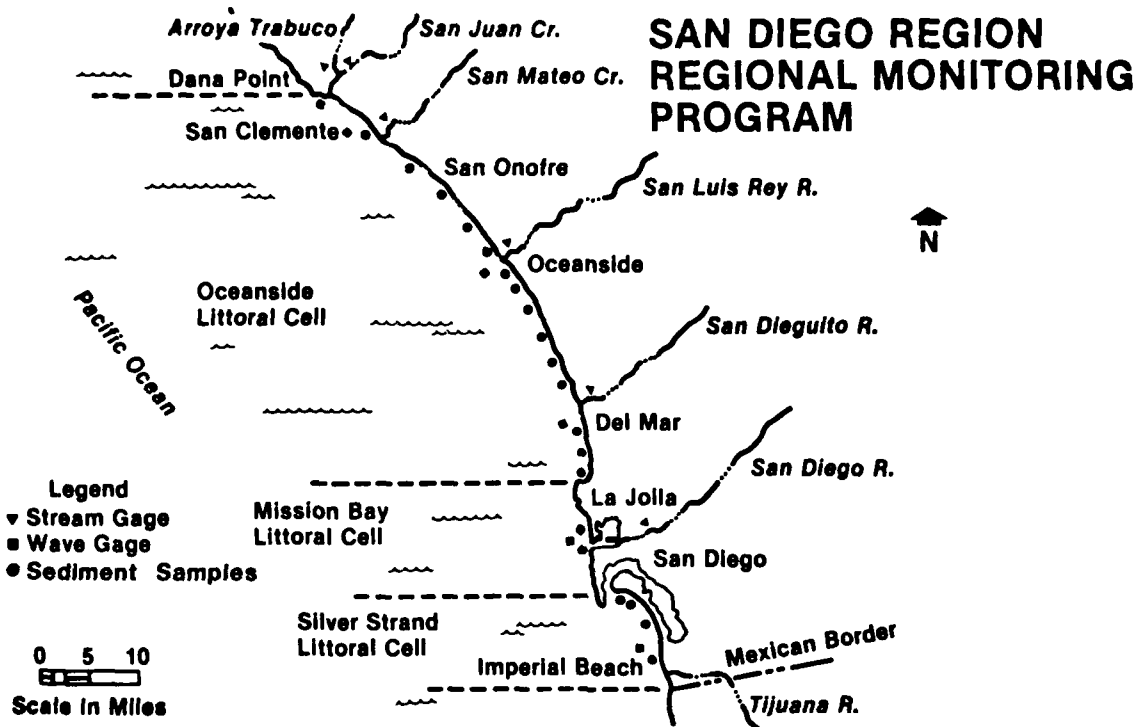 SAN DIEGO REGION
REGIONAL MONITORING
PROGRAM
Arroya Trabuco
San Juan Cr.
Dana Point
San Mateo Cr.
San Clemente
San Onofre
San Luis Rey R.
N
Oceanside
Oceanside
Littoral Cell
Pacific Ocean
San Dieguito R.
Del Mar
San Diego R.
La Jolla
Legend
Stream Gage
Wave Gage
Sediment Samples
Mission Bay
Littoral Cell
San Diego
Silver Strand
Littoral Cell
Imperial Beach
Mexican Border
Tijuana R.
0 5 10
Scale in Miles